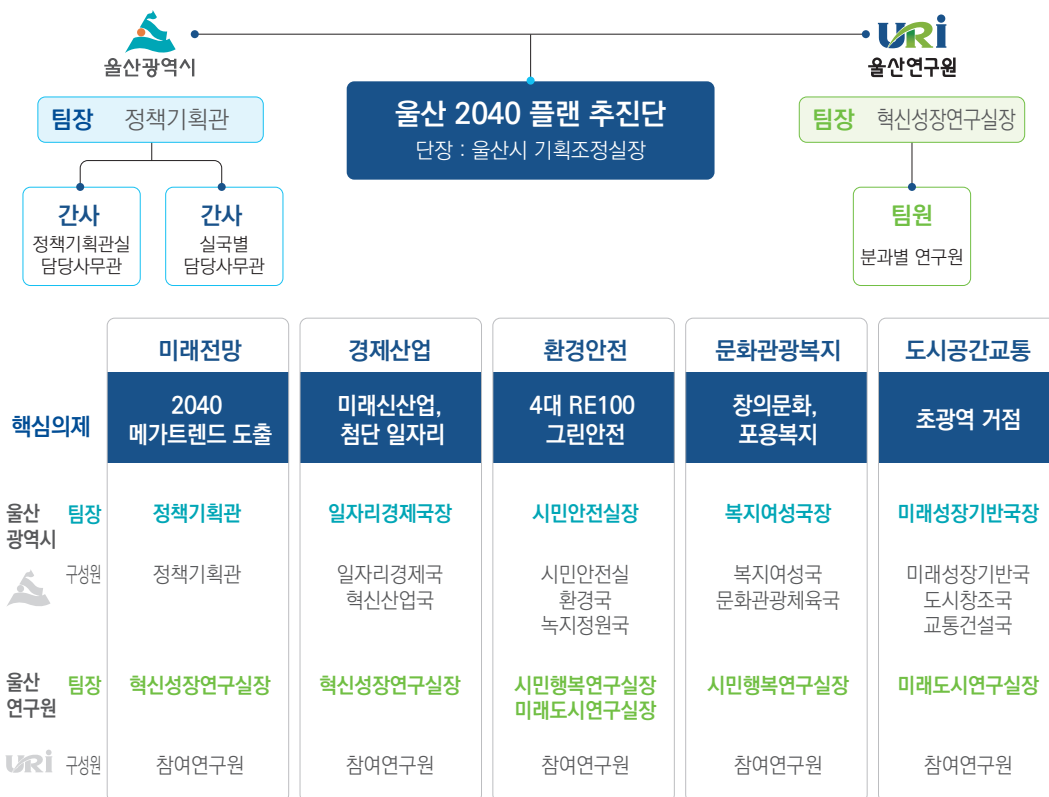 울산광역시
URi
울산연구원
울산 2040 플랜 추진단
단장 : 울산시 기획조정실장
팀장 정책기획관
팀장 혁신성장연구실장
간사
정책기획관실
담당사무관
간사
실국별
담당사무관
팀원
분과별 연구원
미래전망 경제산업 환경안전 문화관광복지 도시공간교통
핵심의제
2040
메가트렌드 도출
미래신산업,
첨단 일자리
4대 RE100
그린안전
창의문화,
포용복지
초광역 거점
울산
광역시
팀장 정책기획관 일자리경제국장 시민안전실장 복지여성국장 미래성장기반국장
구성원
정책기획관
일자리경제국
혁신산업국
시민안전실
환경국
녹지정원국
복지여성국
문화관광체육국
미래성장기반국
도시창조국
교통건설국
울산
연구원
팀장
혁신성장연구실장
혁신성장연구실장
시민행복연구실장
미래도시연구실장
시민행복연구실장
미래도시연구실장
URi
구성원 참여연구원 참여연구원 참여연구원 참여연구원 참여연구원